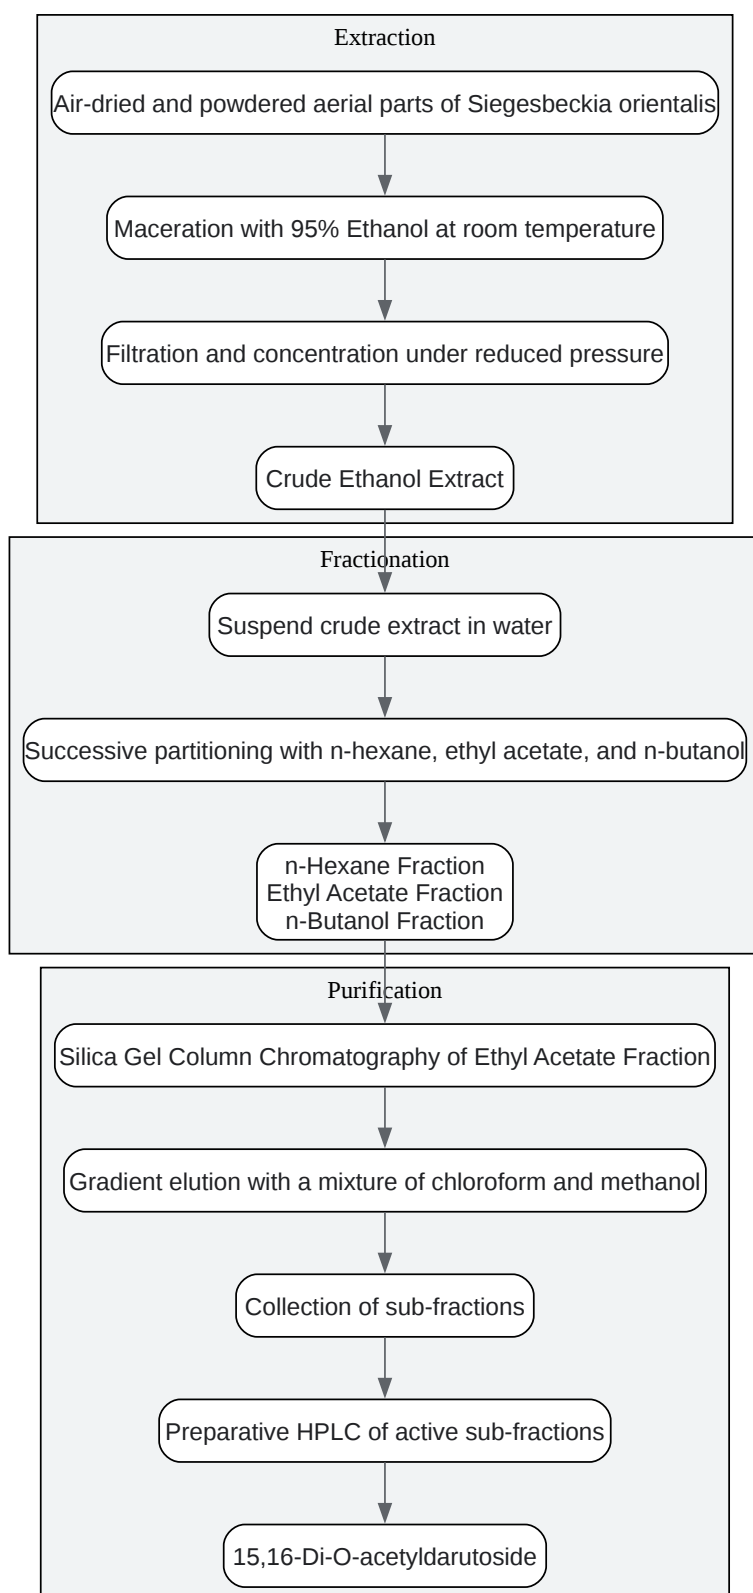 Extraction
Air-dried and powdered aerial parts of Siegesbeckia orientalis
Maceration with 95% Ethanol at room temperature
Filtration and concentration under reduced pressure
Crude Ethanol Extract
Fractionation
Suspend crude extract in water
Successive partitioning with n-hexane, ethyl acetate, and n-butanol
n-Hexane Fraction
Ethyl Acetate Fraction
n-Butanol Fraction
Purification
Silica Gel Column Chromatography of Ethyl Acetate Fraction
Gradient elution with a mixture of chloroform and methanol
Collection of sub-fractions
Preparative HPLC of active sub-fractions
15,16-Di-O-acetyldarutoside